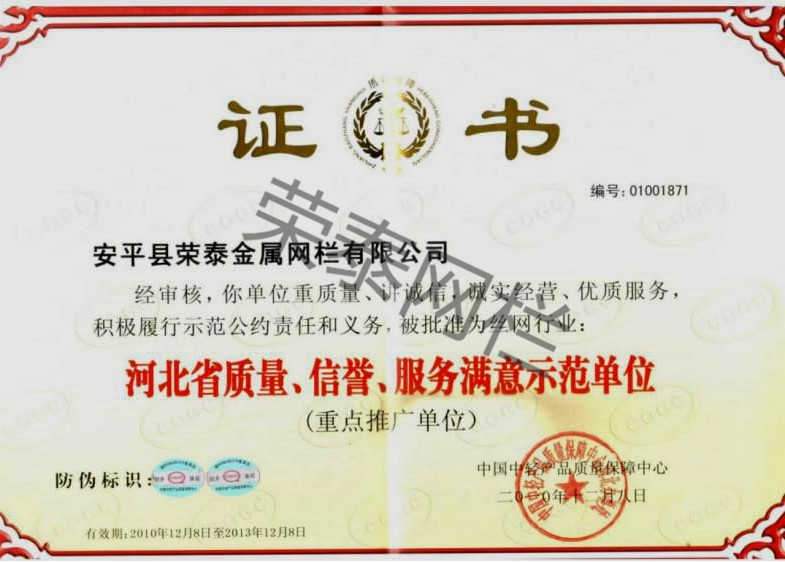 证书
编号：01001871
安平县荣泰金属网栏有限公司
经审核，你单位重质量、讲诚信，诚实经营、优质服务，
积极履行示范公约责任和义务，被批准为丝网行业：
河北省质量、信誉、服务满意示范单位
(重点推广单位)
防伪标识：
中国中轻产品质量保障中心
二〇一〇年十二月八日
有效期：2010年12月8日至2013年12月8日
荣泰网栏